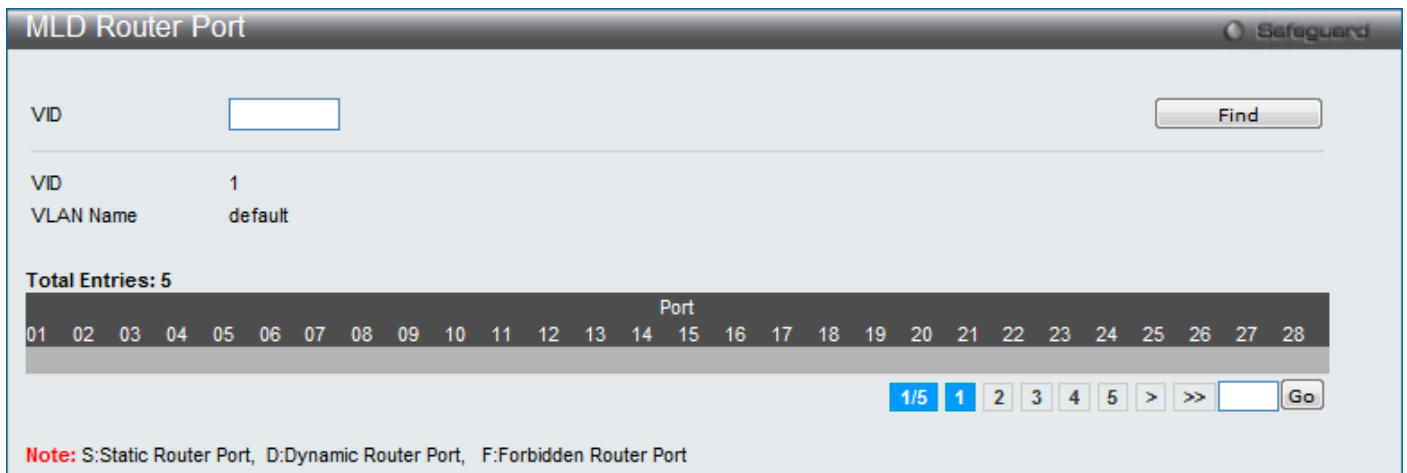 MLD Router Port
Safeguard
VID
Find
VID 1
VLAN Name default
Total Entries: 5
Port
01 02 03 04 05 06 07 08 09 10 11 12 13 14 15 16 17 18 19 20 21 22 23 24 25 26 27 28
1/5 1 2 3 4 5 > >> Go
Note: S:Static Router Port, D:Dynamic Router Port, F:Forbidden Router Port